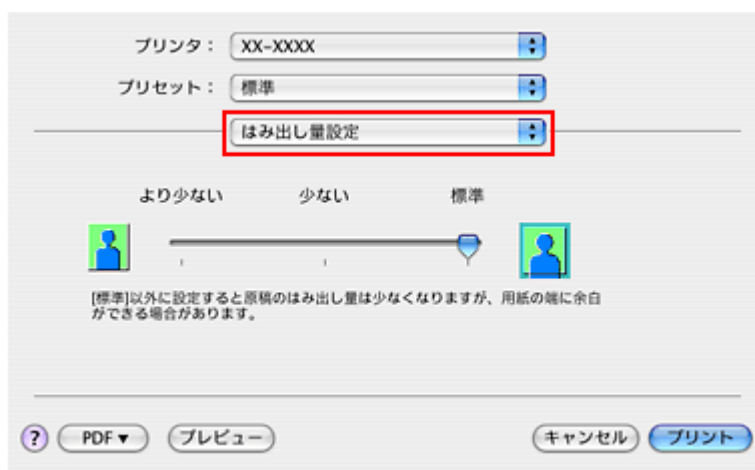 プリンタ： XX-XXXX
プリセット： 標準
はみ出し量設定
より少ない 少ない 標準
[標準]以外に設定すると原稿のはみ出し量は少なくなりますが、用紙の端に余白
ができる場合があります。
? PDF▼ プレビュー キャンセル プリント